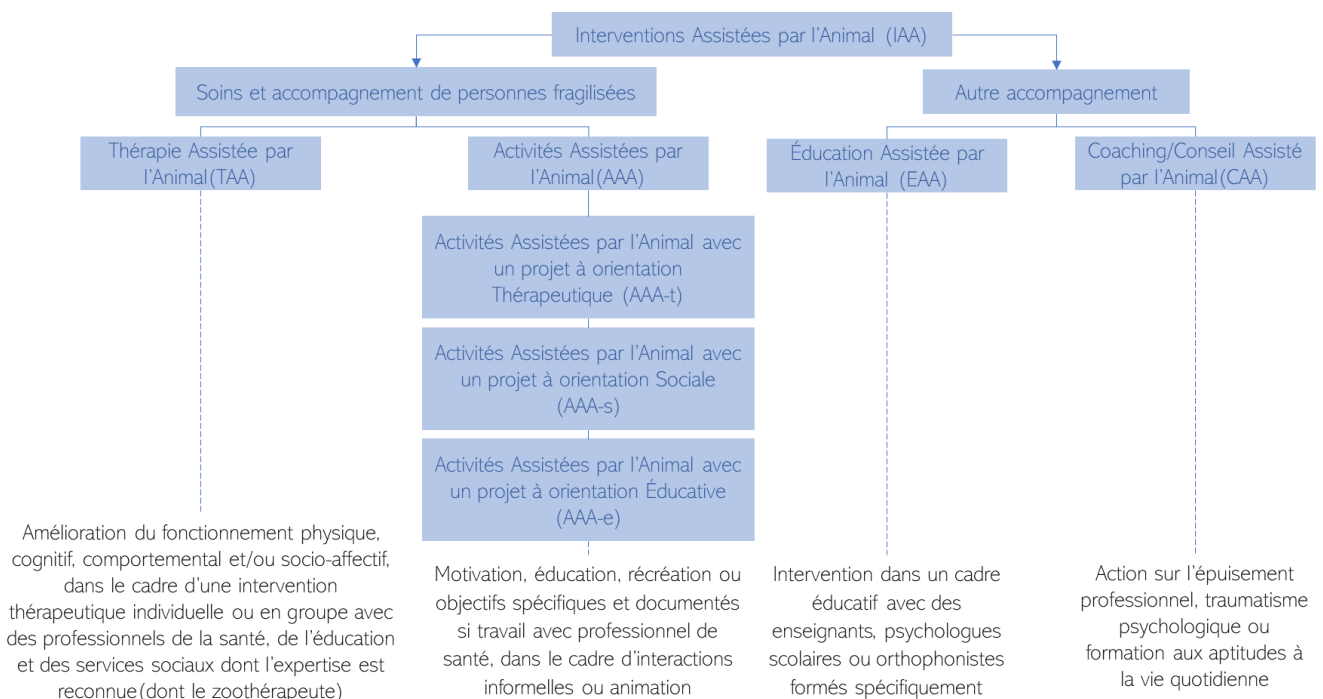 Interventions Assistées par l'Animal (IAA)
Soins et accompagnement de personnes fragilisées
Autre accompagnement
Thérapie Assistée par
l'Animal(TAA)
Activités Assistées par
l'Animal(AAA)
Éducation Assistée par
l'Animal (EAA)
Coaching/Conseil Assisté
par l'Animal(CAA)
Activités Assistées par l'Animal avec
un projet à orientation
Thérapeutique (AAA-t)
Activités Assistées par l'Animal avec
un projet à orientation Sociale
(AAA-s)
Activités Assistées par l'Animal avec
un projet à orientation Éducative
(AAA-e)
Amélioration du fonctionnement physique,
cognitif, comportemental et/ou socio-affectif,
dans le cadre d'une intervention
thérapeutique individuelle ou en groupe avec
des professionnels de la santé, de l'éducation
et des services sociaux dont l'expertise est
reconnue(dont le zoothérapeute)
Motivation, éducation, récréation ou
objectifs spécifiques et documentés
si travail avec professionnel de
santé, dans le cadre d'interactions
informelles ou animation
Intervention dans un cadre
éducatif avec des
enseignants, psychologues
scolaires ou orthophonistes
formés spécifiquement
Action sur l'épuisement
professionnel, traumatisme
psychologique ou
formation aux aptitudes à
la vie quotidienne